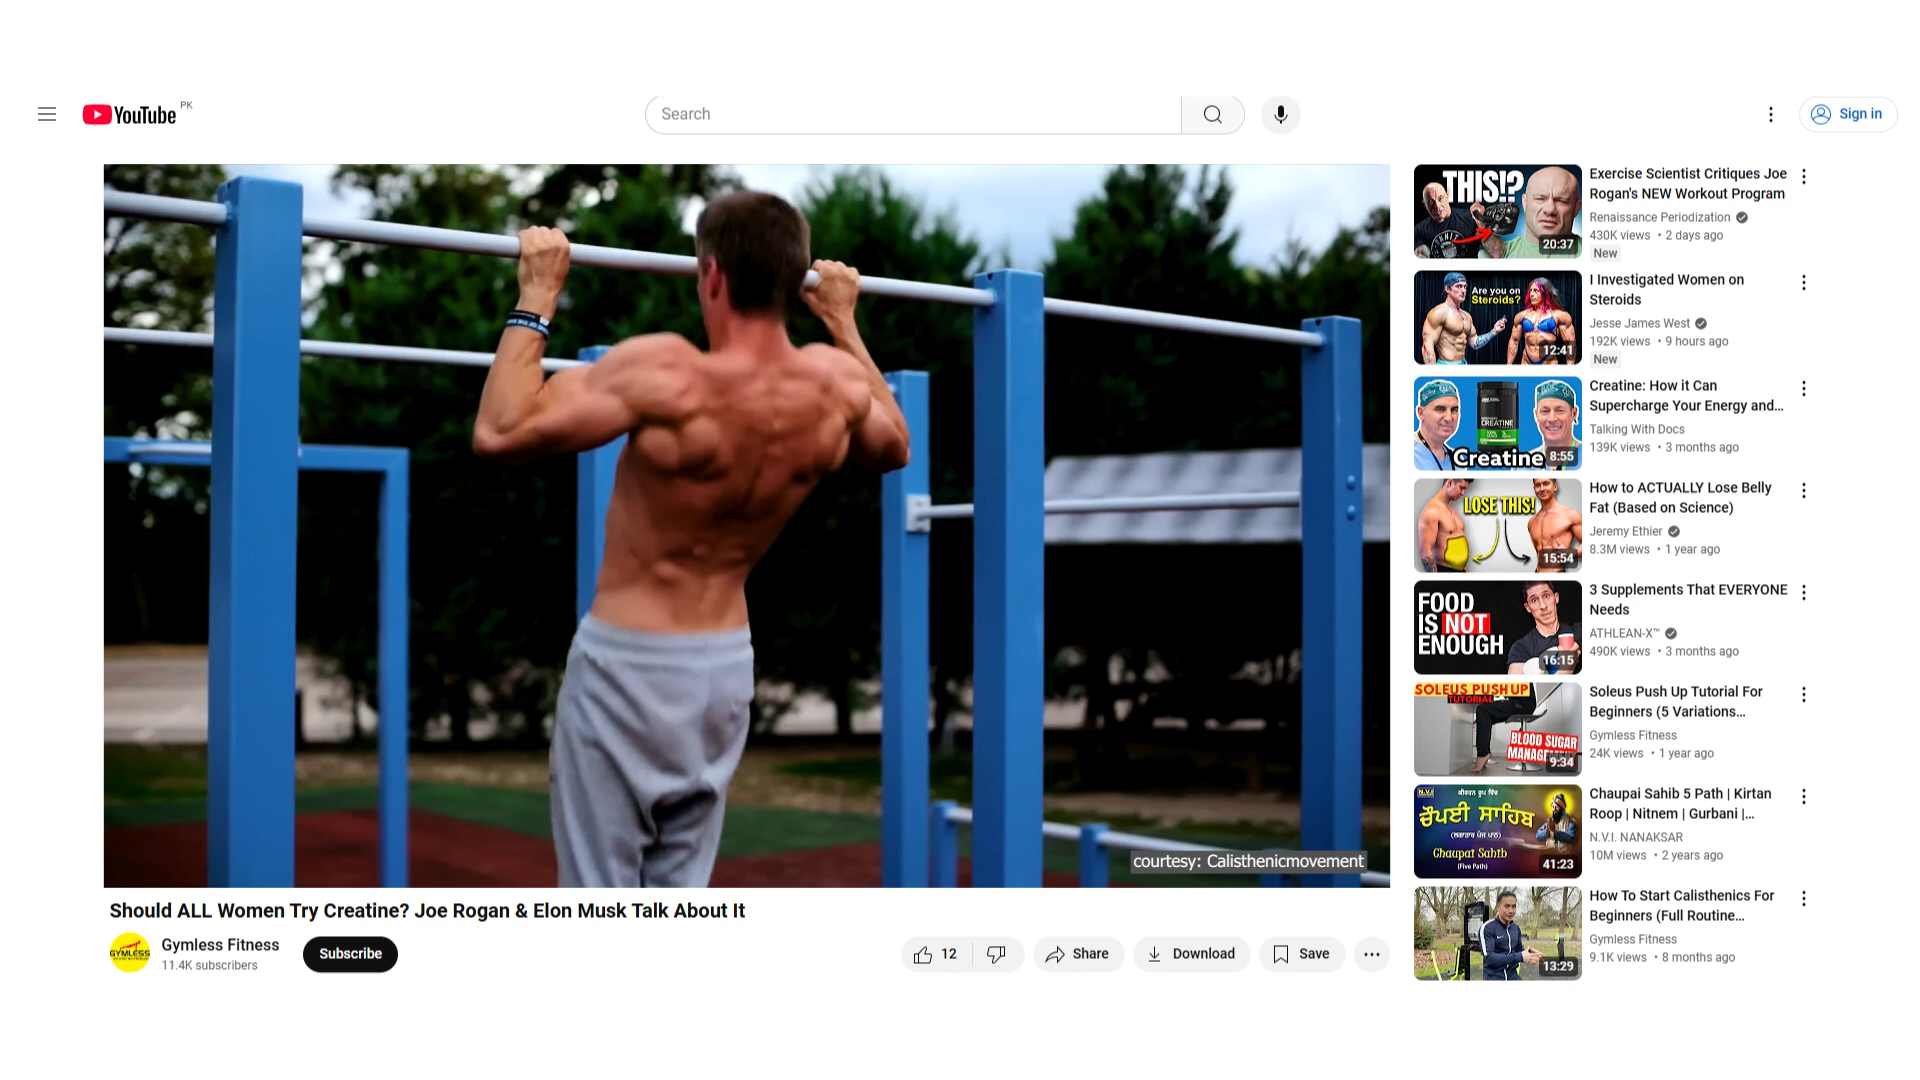 YouTube PK
Search
Sign in
courtesy: Calisthenicmovement
Should ALL Women Try Creatine? Joe Rogan & Elon Musk Talk About It
GYMLESS
Gymless Fitness
11.4K subscribers
Subscribe
12
Share
Download
Save
THIS!?
20:37
Exercise Scientist Critiques Joe
Rogan's NEW Workout Program
Renaissance Periodization
430K views • 2 days ago
New
Are you on
Steroids?
12:41
I Investigated Women on
Steroids
Jesse James West
192K views • 9 hours ago
New
CREATINE
Creatine
8:55
Creatine: How it Can
Supercharge Your Energy and...
Talking With Docs
139K views • 3 months ago
LOSE THIS!
15:54
How to ACTUALLY Lose Belly
Fat (Based on Science)
Jeremy Ethier
8.3M views • 1 year ago
FOOD
IS NOT
ENOUGH
16:15
3 Supplements That EVERYONE
Needs
ATHLEAN-X™
490K views • 3 months ago
SOLEUS PUSH UP
TUTORIAL
BLOOD SUGAR
9:34
Soleus Push Up Tutorial For
Beginners (5 Variations...
Gymless Fitness
24K views • 1 year ago
N.V.I
ਚੌਪਈ ਸਾਹਿਬ
Chaupai Sahib
(Five Path)
41:23
Chaupai Sahib 5 Path | Kirtan
Roop | Nitnem | Gurbani |...
N.V.I. NANAKSAR
10M views • 2 years ago
13:29
How To Start Calisthenics For
Beginners (Full Routine...
Gymless Fitness
9.1K views • 8 months ago